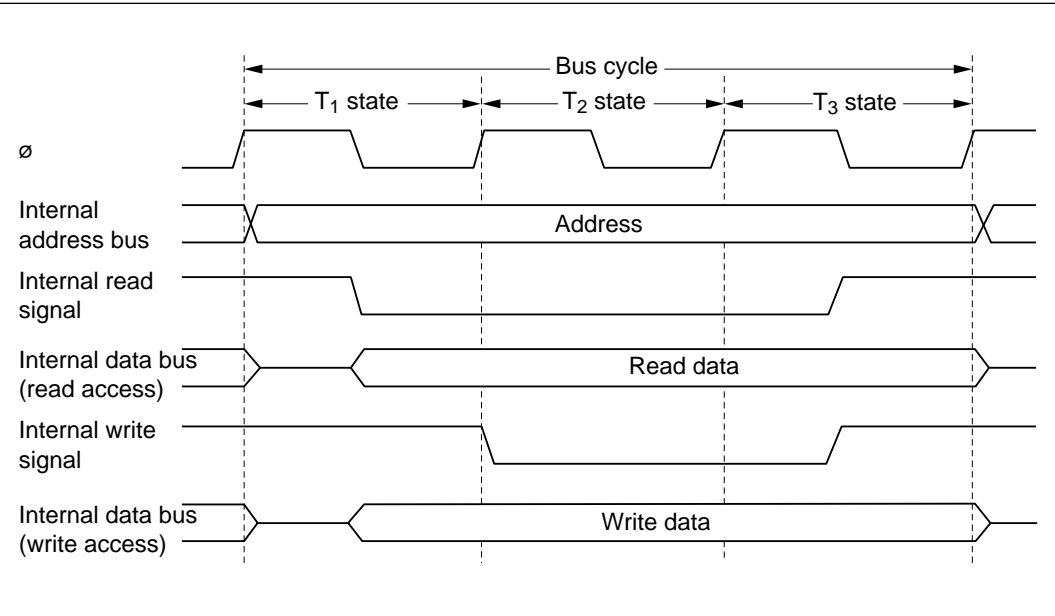 Bus cycle
T₁ state
T₂ state
T₃ state
ø
Internal
address bus
Address
Internal read
signal
Internal data bus
(read access)
Read data
Internal write
signal
Internal data bus
(write access)
Write data